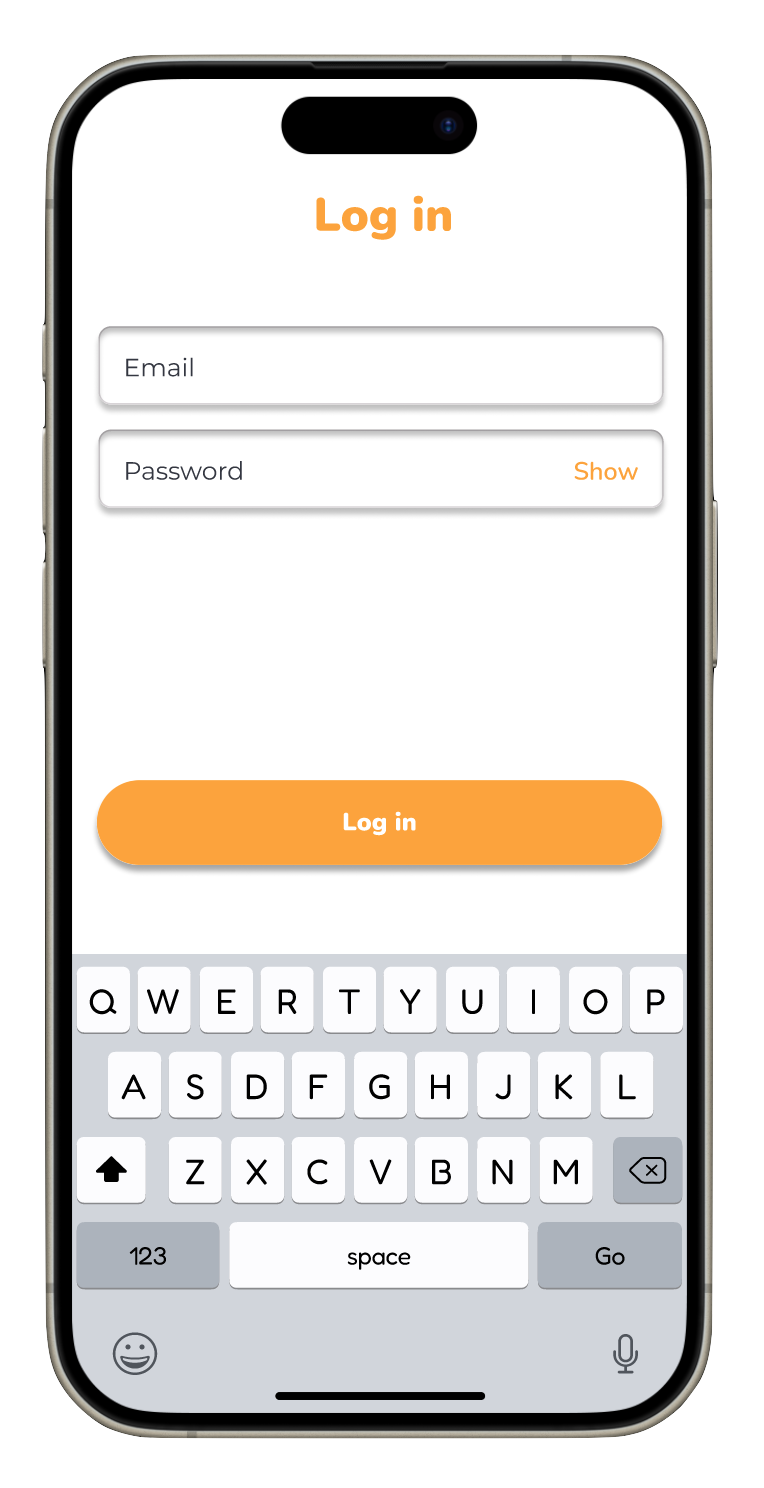 Log in
Email
Password Show
Log in
Q W E R T Y U I O P
A S D F G H J K L
Z X C V B N M
123 space Go